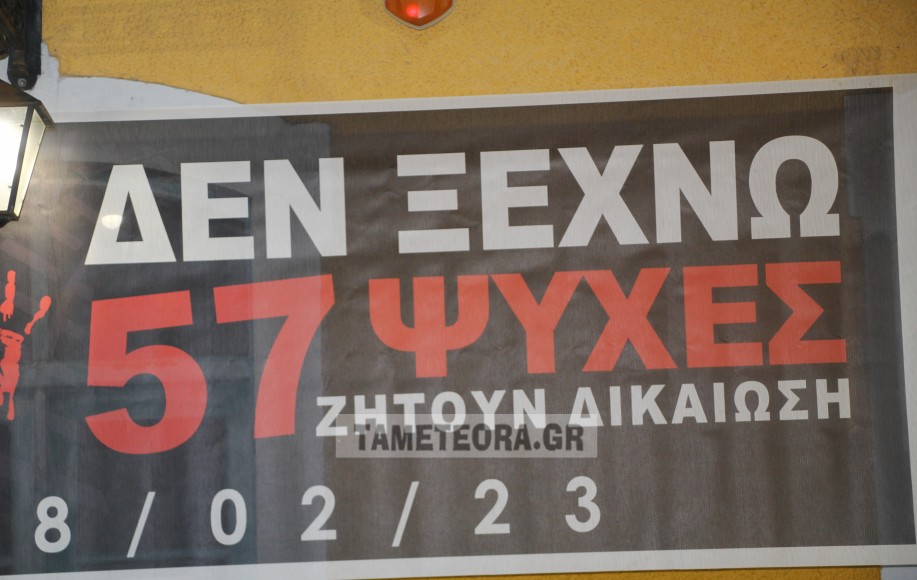 ΔΕΝ ΞΕΧΝΩ
57 ΨΥΧΕΣ
ΖΗΤΟΥΝ ΔΙΚΑΙΩΣΗ
TAMETEORA.GR
8/02/23